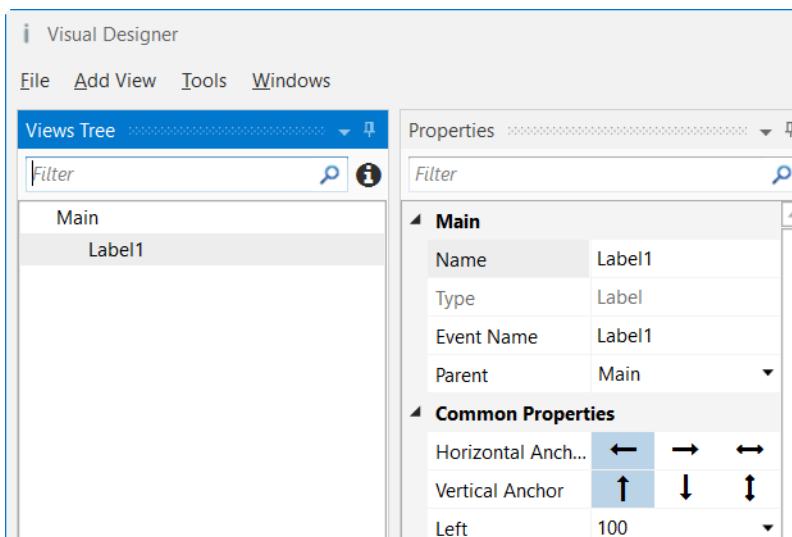 Visual Designer
File Add View Tools Windows
Views Tree
Filter
Main
Label1
Properties
Filter
Main
Name Label1
Type Label
Event Name Label1
Parent Main
Common Properties
Horizontal Anch...
Vertical Anchor
Left 100